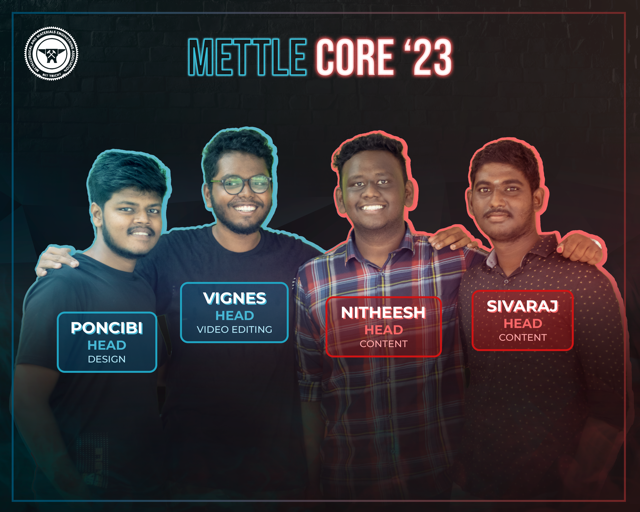 METTLE CORE ‘23
PONCIBI
HEAD
DESIGN
VIGNES
HEAD
VIDEO EDITING
NITHEESH
HEAD
CONTENT
SIVARAJ
HEAD
CONTENT